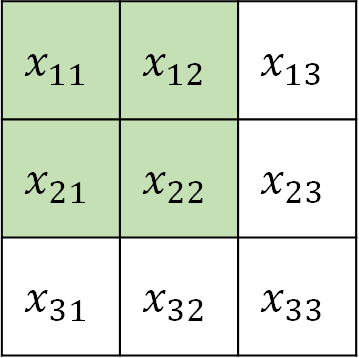 x₁₁ x₁₂ x₁₃
x₂₁ x₂₂ x₂₃
x₃₁ x₃₂ x₃₃